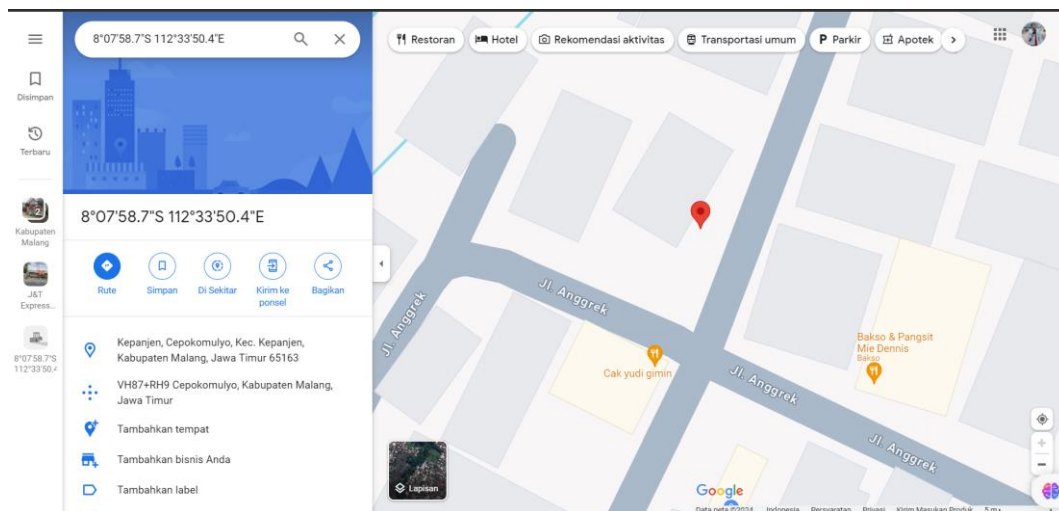 8°07'58.7"S 112°33'50.4"E
Restoran
Hotel
Rekomendasi aktivitas
Transportasi umum
P Parkir
Apotek
Disimpan
Terbaru
2
Kabupaten
Malang
J&T
Express...
8°07'58.7"S
112°33'50.4
8°07'58.7"S 112°33'50.4"E
Rute
Simpan
Di Sekitar
Kirim ke
ponsel
Bagikan
Kepanjen, Cepokomulyo, Kec. Kepanjen,
Kabupaten Malang, Jawa Timur 65163
VH87+RH9 Cepokomulyo, Kabupaten Malang,
Jawa Timur
Tambahkan tempat
Tambahkan bisnis Anda
Tambahkan label
Jl. Anggrek
Jl. Anggrek
Cak yudi gimin
Bakso & Pangsit
Mie Dennis
Bakso
Jl. Anggrek
Jl. Anggrek
Lapisan
Google
Data peta ©2024 Indonesia Persyaratan Privasi Kirim Masukan Produk 5 m